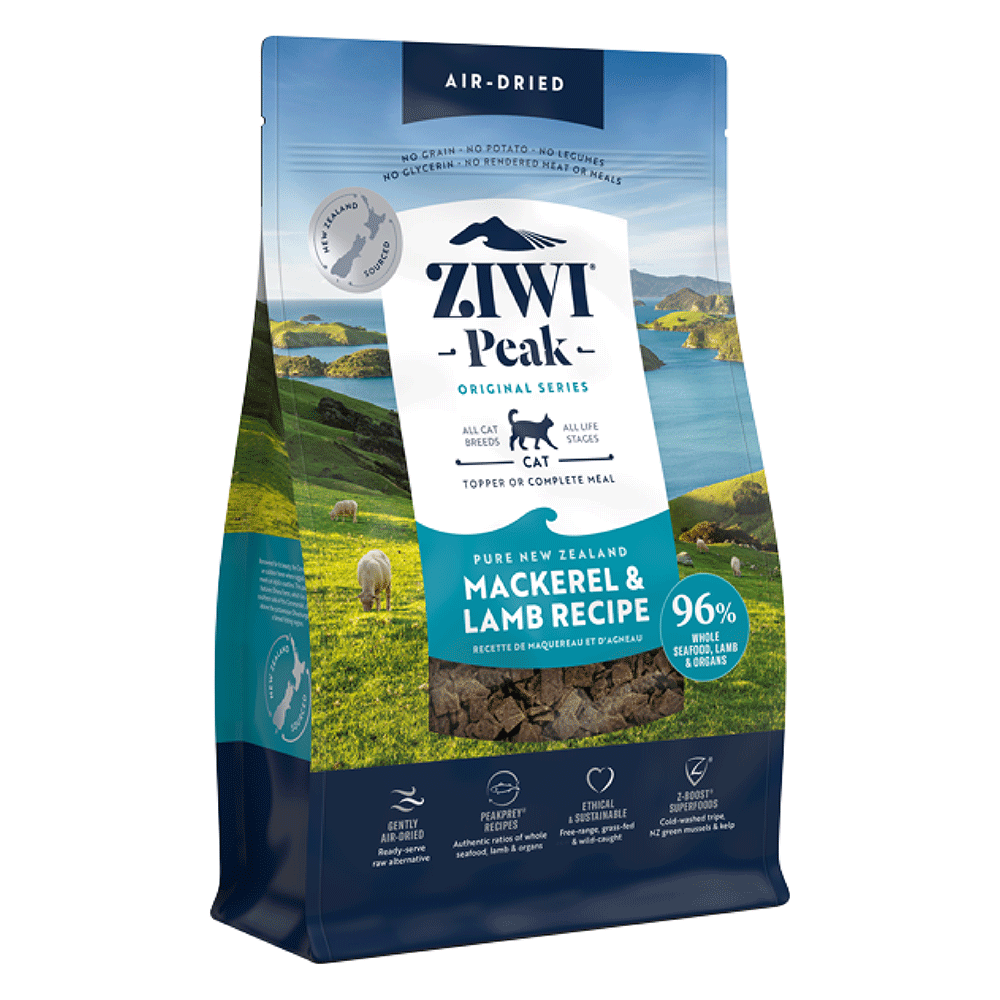 AIR-DRIED
NO GRAIN - NO POTATO - NO LEGUMES
NO GLYCERIN - NO RENDERED MEAT OR MEALS
NEW ZEALAND
SOURCED
ZIWI®
- Peak -
ORIGINAL SERIES
ALL CAT
BREEDS
ALL LIFE
STAGES
CAT
TOPPER OR COMPLETE MEAL
PURE NEW ZEALAND
MACKEREL &
LAMB RECIPE
RECETTE DE MAQUEREAU ET D'AGNEAU
96%
WHOLE
SEAFOOD, LAMB
& ORGANS
NEW ZEALAND
SOURCED
GENTLY
AIR-DRIED
Ready-serve
raw alternative
PEAKPREY®
RECIPES
Authentic ratios of whole
seafood, lamb & organs
ETHICAL
& SUSTAINABLE
Free-range, grass-fed
& wild-caught
Z-BOOST®
SUPERFOODS
Cold-washed tripe,
NZ green mussels & kelp